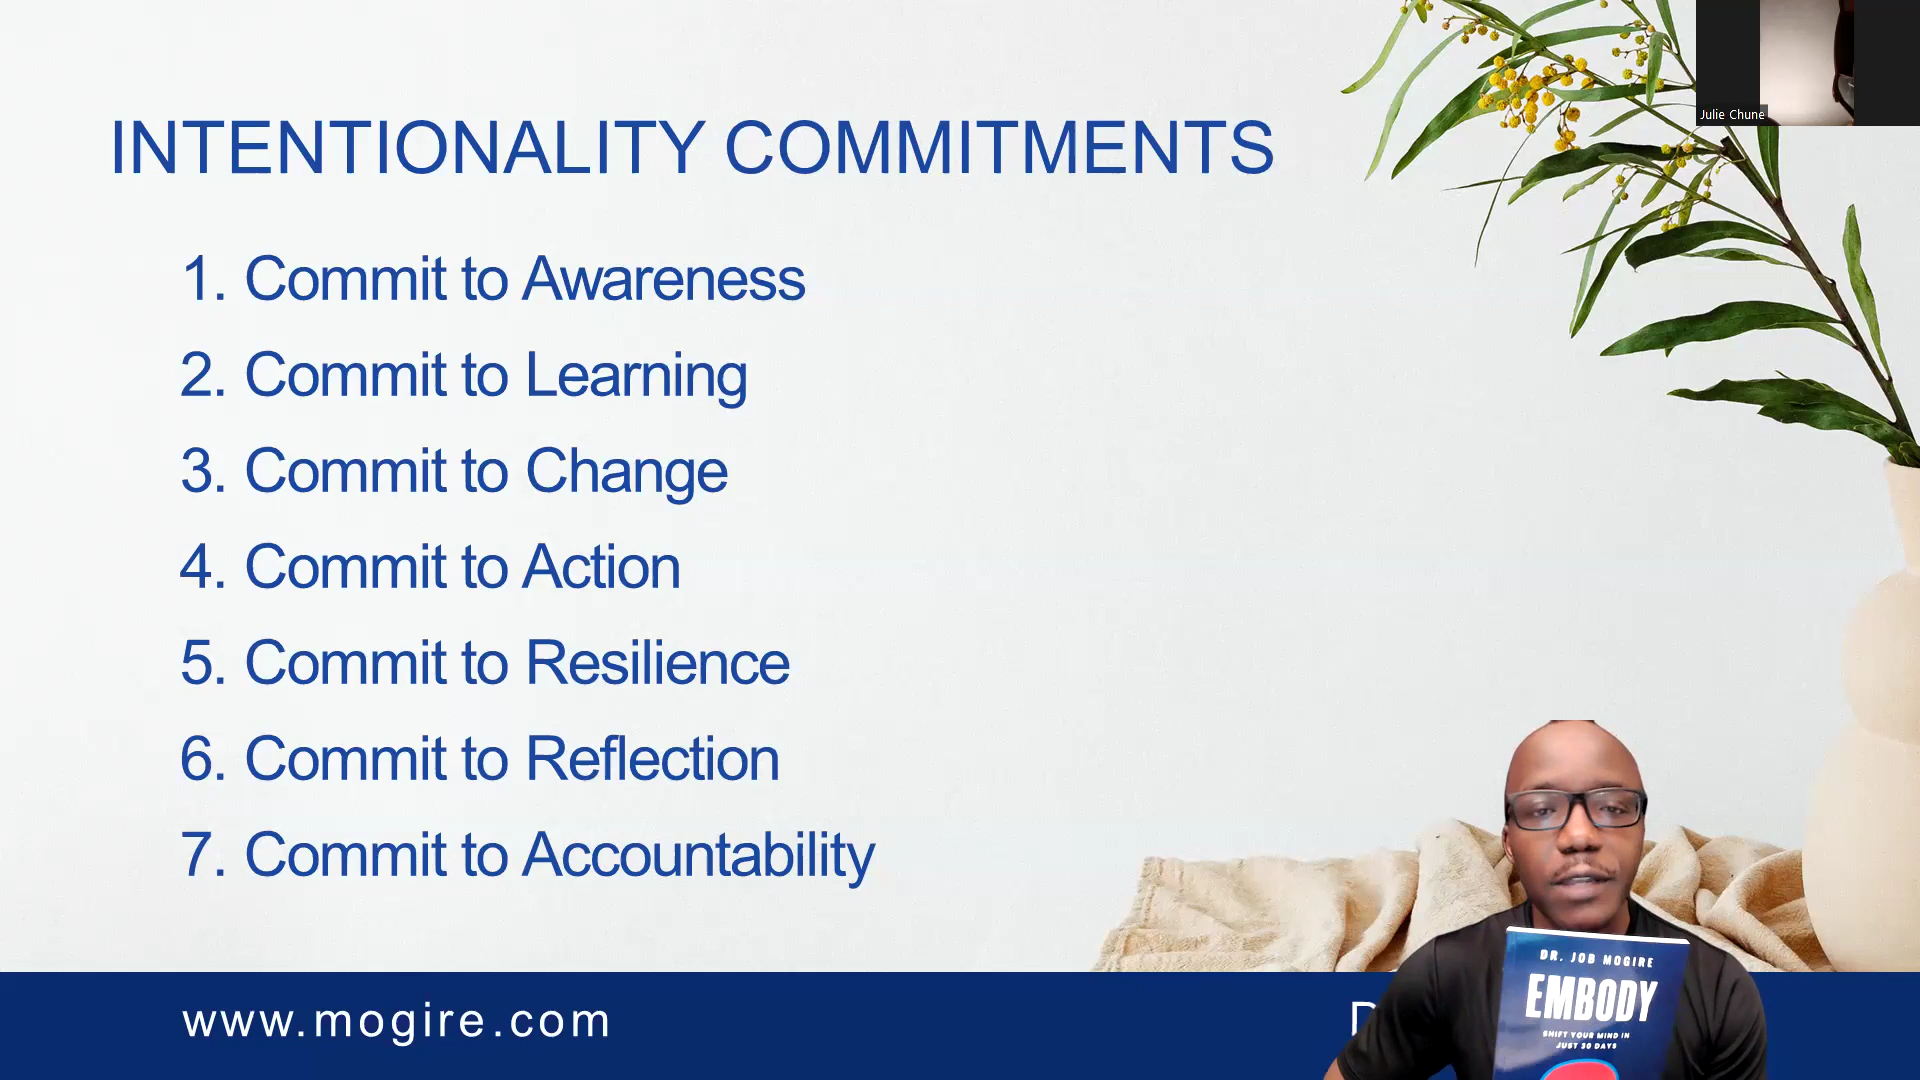 Julie Chune
INTENTIONALITY COMMITMENTS
1. Commit to Awareness
2. Commit to Learning
3. Commit to Change
4. Commit to Action
5. Commit to Resilience
6. Commit to Reflection
7. Commit to Accountability
www.mogire.com
D
DR. JOB MOGIRE
EMBODY
SHIFT YOUR MIND IN
JUST 30 DAYS